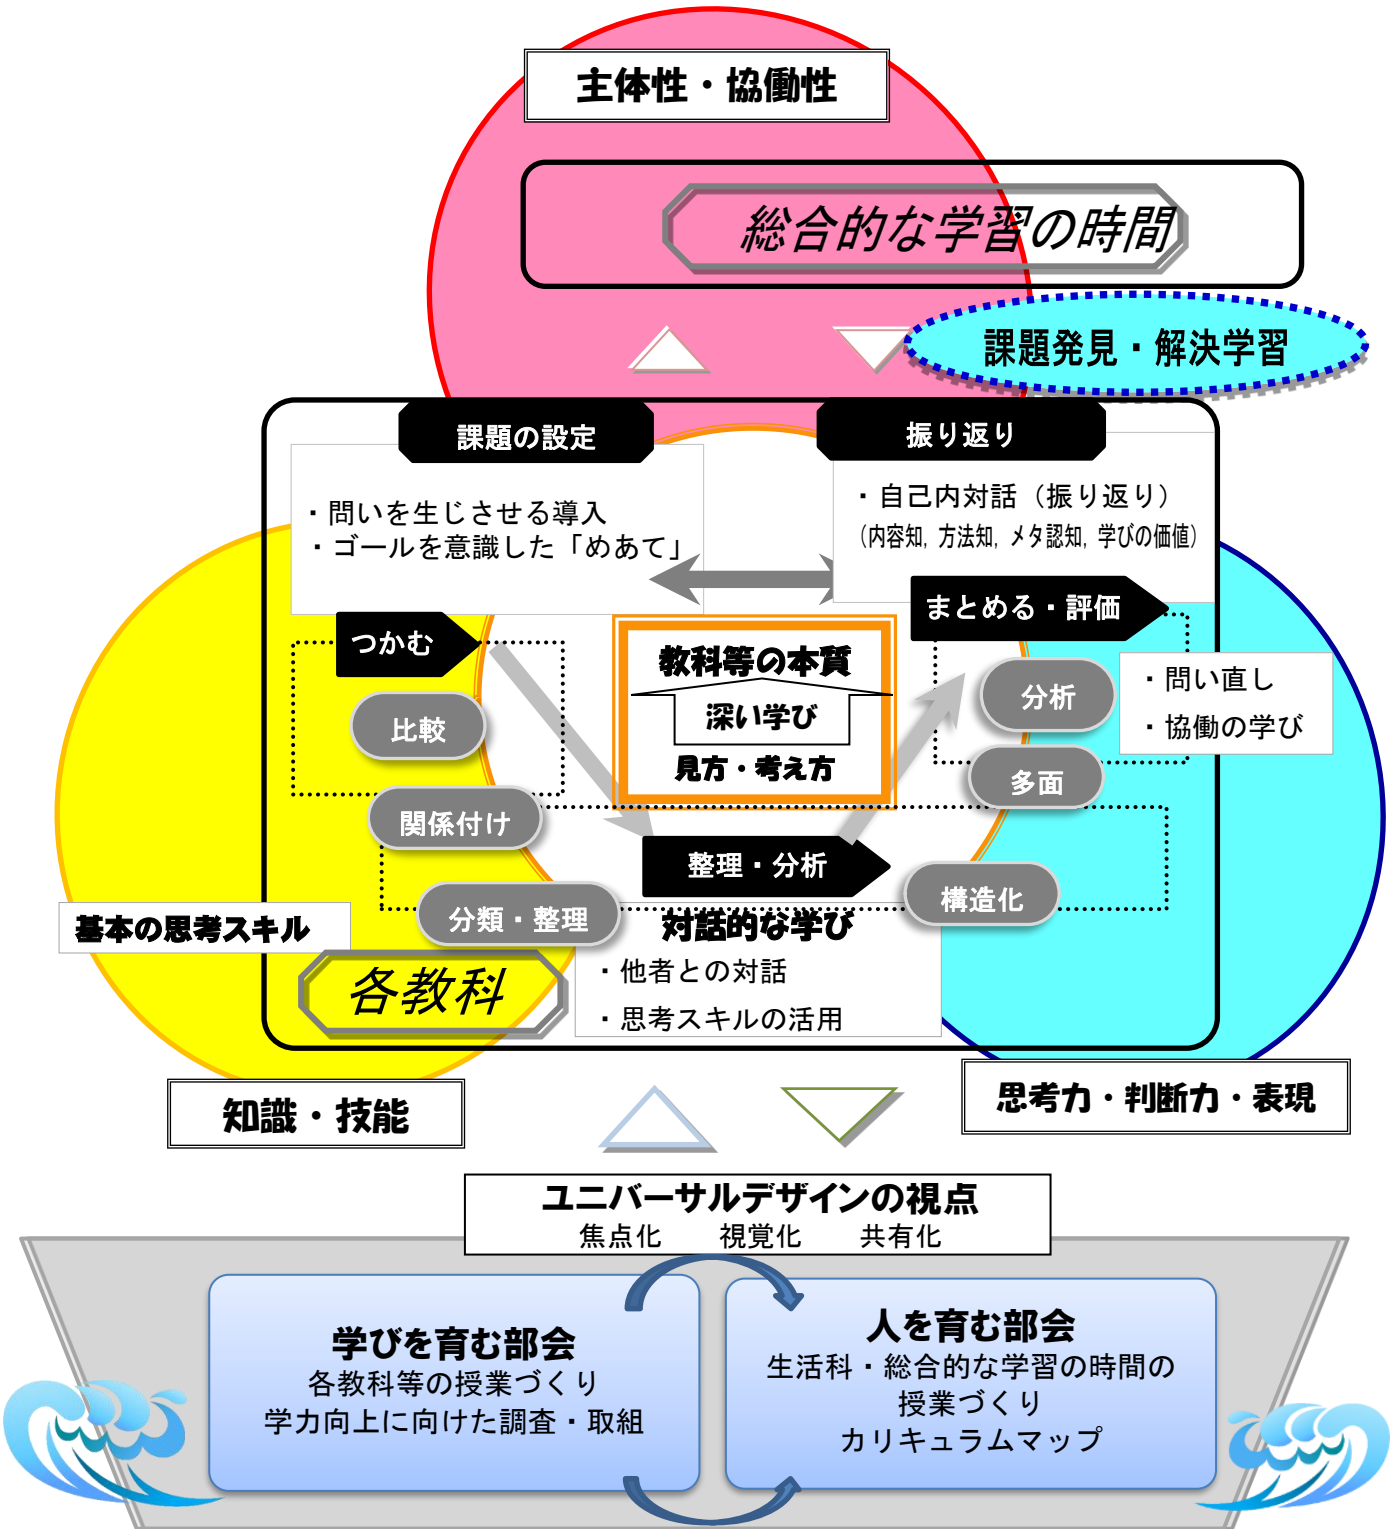 主体性・協働性
総合的な学習の時間
課題発見・解決学習
課題の設定
振り返り
・問いを生じさせる導入
・ゴールを意識した「めあて」
・自己内対話（振り返り）
（内容知, 方法知, メタ認知, 学びの価値）
つかむ
まとめる・評価
教科等の本質
深い学び
見方・考え方
比較
分析
・問い直し
・協働の学び
多面
関係付け
整理・分析
分類・整理
構造化
基本の思考スキル
対話的な学び
・他者との対話
・思考スキルの活用
各教科
知識・技能
思考力・判断力・表現
ユニバーサルデザインの視点
焦点化　視覚化　共有化
学びを育む部会
各教科等の授業づくり
学力向上に向けた調査・取組
人を育む部会
生活科・総合的な学習の時間の
授業づくり
カリキュラムマップ